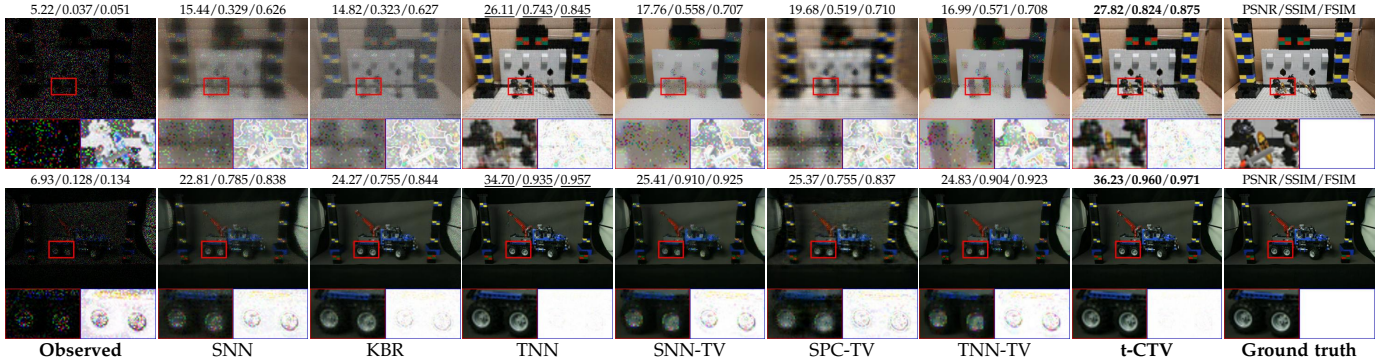 5.22/0.037/0.051 15.44/0.329/0.626 14.82/0.323/0.627 26.11/0.743/0.845 17.76/0.558/0.707 19.68/0.519/0.710 16.99/0.571/0.708 27.82/0.824/0.875 PSNR/SSIM/FSIM
6.93/0.128/0.134 22.81/0.785/0.838 24.27/0.755/0.844 34.70/0.935/0.957 25.41/0.910/0.925 25.37/0.755/0.837 24.83/0.904/0.923 36.23/0.960/0.971 PSNR/SSIM/FSIM
Observed SNN KBR TNN SNN-TV SPC-TV TNN-TV t-CTV Ground truth